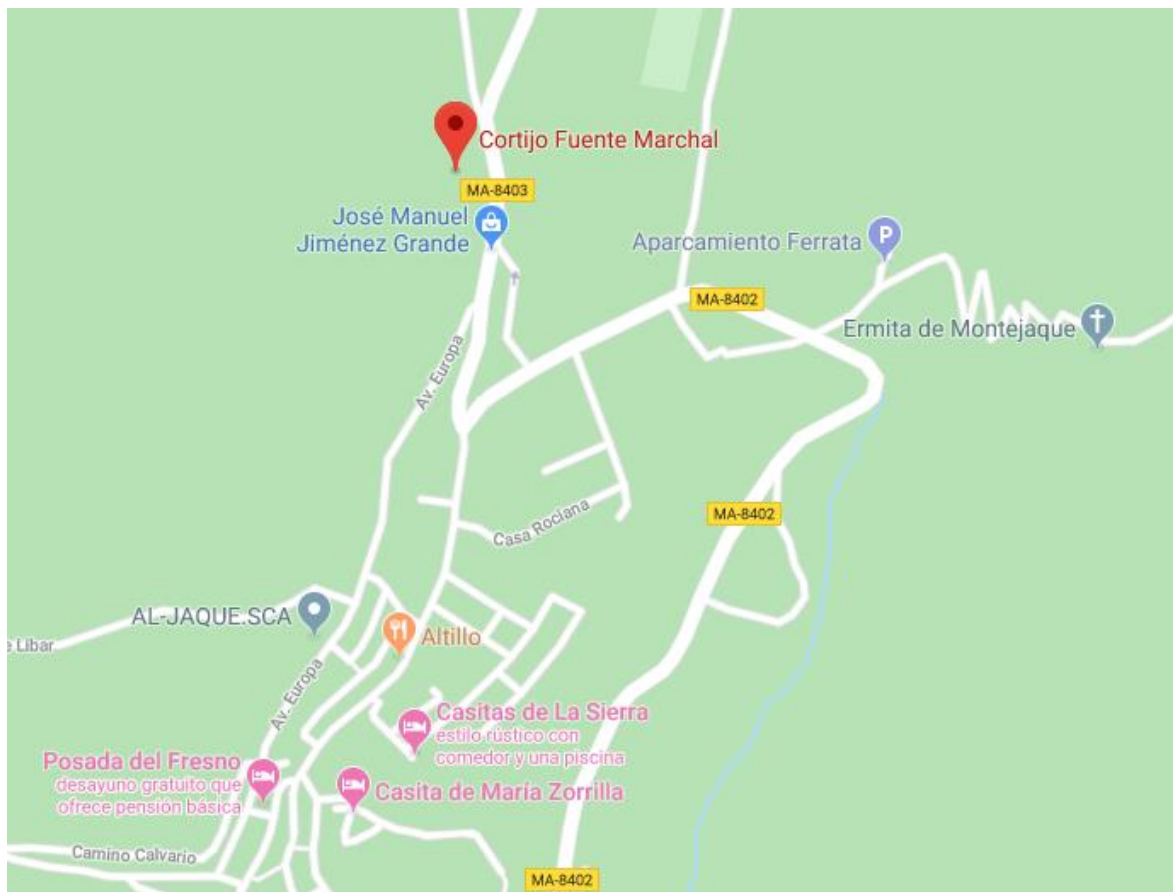 Cortijo Fuente Marchal
MA-8403
José Manuel
Jiménez Grande
Aparcamiento Ferrata
P
MA-8402
Ermita de Montejaque
Av. Europa
MA-8402
Casa Rociana
AL-JAQUE.SCA
Altillo
e Libar
Av. Europa
Casitas de La Sierra
estilo rústico con
comedor y una piscina
Posada del Fresno
desayuno gratuito que
ofrece pensión básica
Casita de María Zorrilla
Camino Calvario
MA-8402